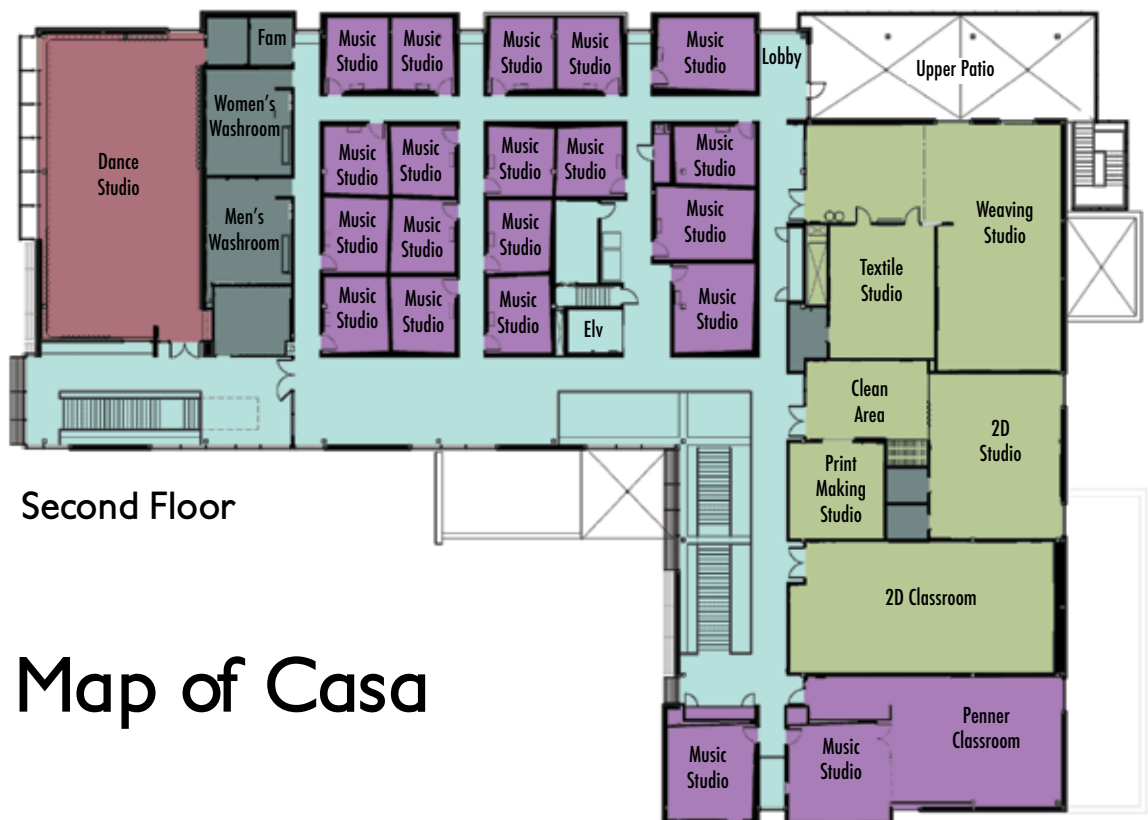 Fam
Music
Studio
Music
Studio
Music
Studio
Music
Studio
Music
Studio
Lobby
Upper Patio
Women's
Washroom
Dance
Studio
Music
Studio
Music
Studio
Music
Studio
Music
Studio
Music
Studio
Men's
Washroom
Music
Studio
Music
Studio
Music
Studio
Music
Studio
Weaving
Studio
Textile
Studio
Music
Studio
Music
Studio
Music
Studio
Elv
Music
Studio
Clean
Area
2D
Studio
Print
Making
Studio
Second Floor
2D Classroom
Map of Casa
Music
Studio
Music
Studio
Penner
Classroom